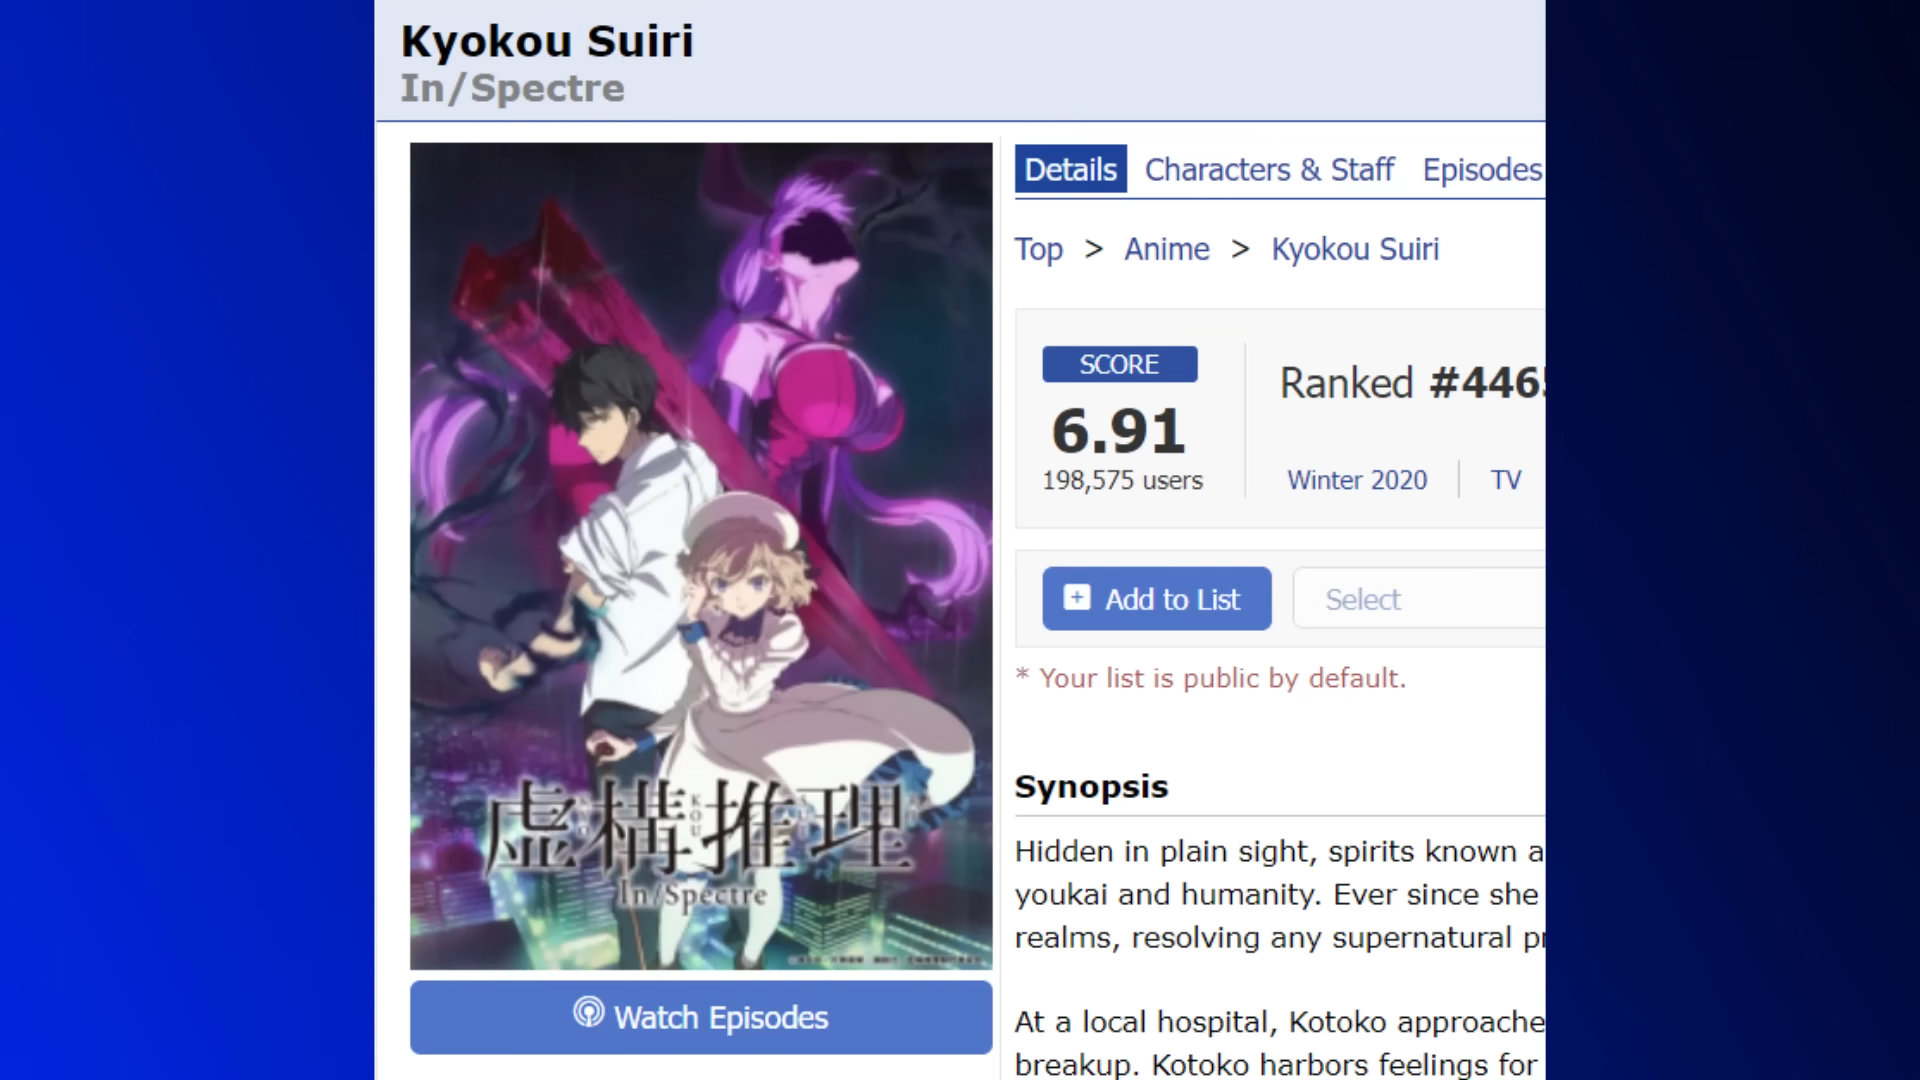 Kyokou Suiri
In/Spectre
Details Characters & Staff Episodes
Top > Anime > Kyokou Suiri
SCORE
6.91
198,575 users
Ranked #4465
Winter 2020 TV
Add to List
Select
* Your list is public by default.
Synopsis
Hidden in plain sight, spirits known a
youkai and humanity. Ever since she
realms, resolving any supernatural pr
At a local hospital, Kotoko approache
breakup. Kotoko harbors feelings for
虚構推理
In/Spectre
Watch Episodes